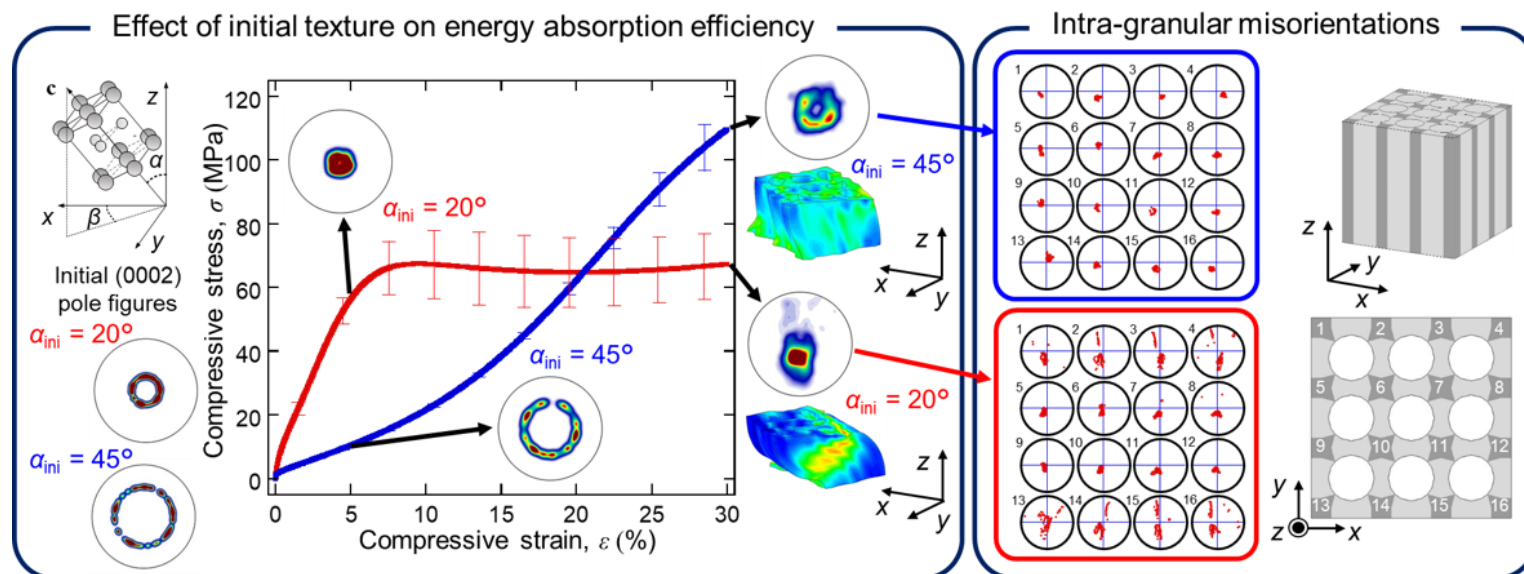 Effect of initial texture on energy absorption efficiency
c
z
α
x
β
y
Initial (0002)
pole figures
αini = 20°
αini = 45°
Compressive stress, σ (MPa)
120
100
80
60
40
20
0
0 5 10 15 20 25 30
Compressive strain, ε (%)
αini = 20°
αini = 45°
αini = 45°
z
x
y
αini = 20°
z
x
y
Intra-granular misorientations
1 2 3 4
5 6 7 8
9 10 11 12
13 14 15 16
1 2 3 4
5 6 7 8
9 10 11 12
13 14 15 16
z
y
x
1 2 3 4
5 6 7 8
9 10 11 12
13 14 15 16
y
z
x